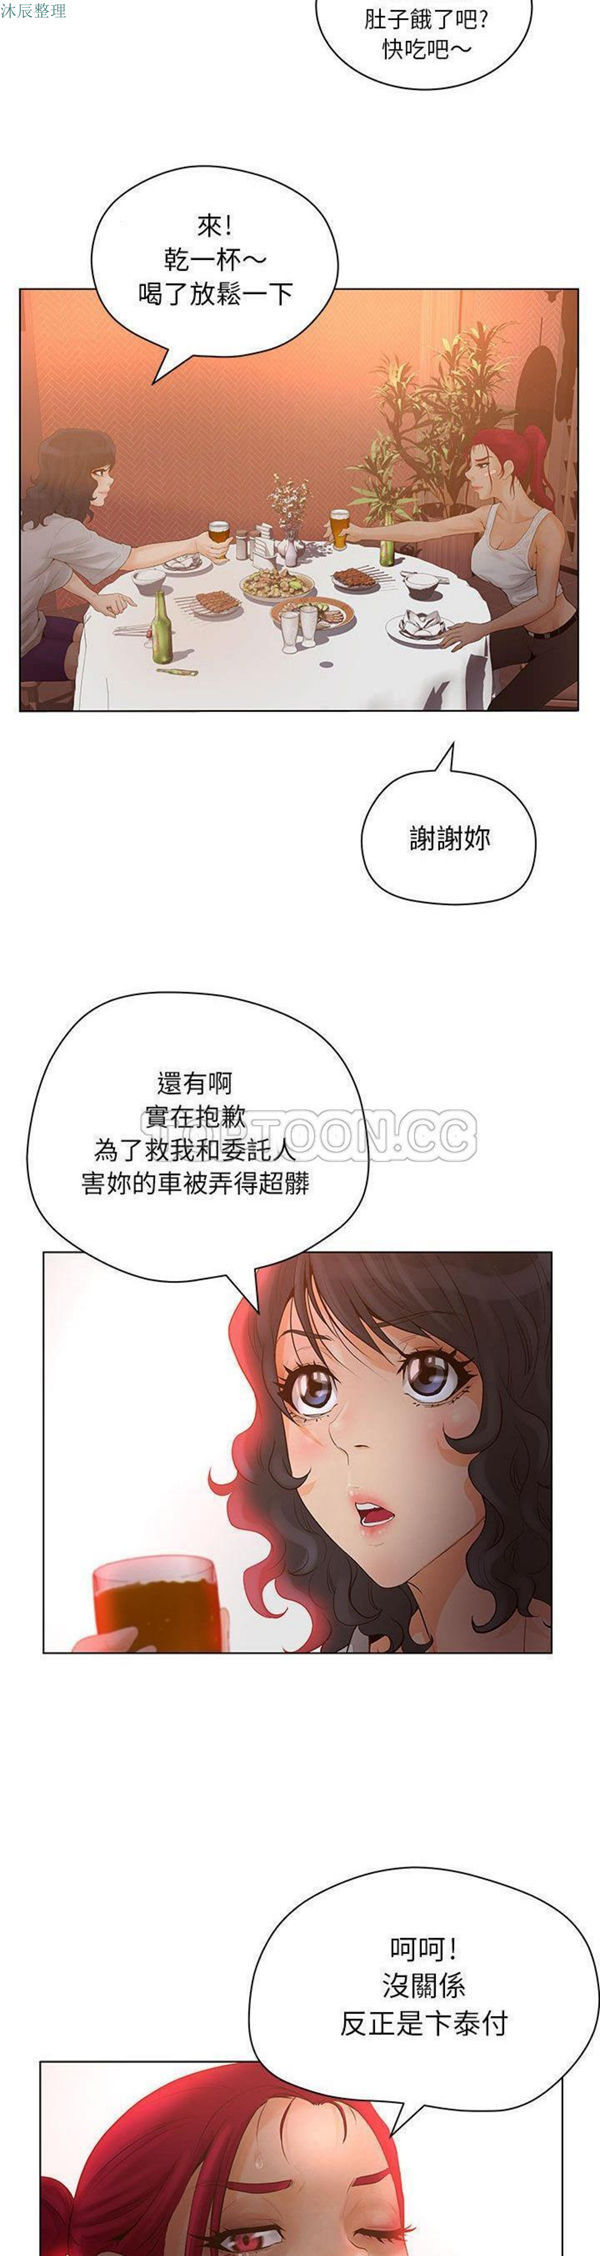 沐辰整理
肚子餓了吧?
快吃吧~
來!
乾一杯~
喝了放鬆一下
謝謝妳
還有啊
實在抱歉
為了救我和委託人
害妳的車被弄得超髒
TOPTOON.CC
TOPTOON.CC
呵呵!
沒關係
反正是卞泰付